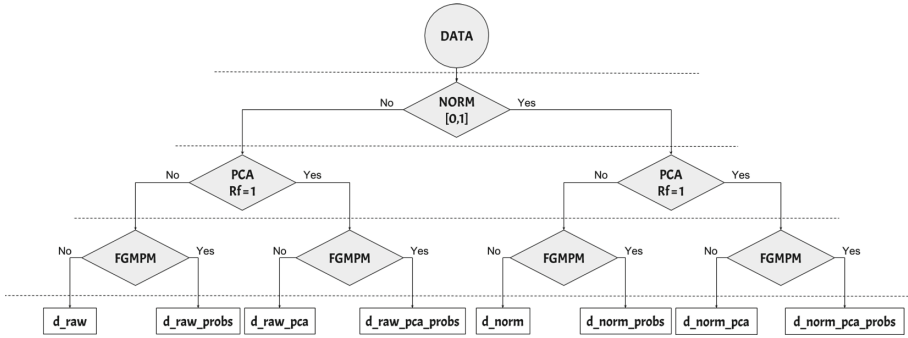 DATA
NORM
[0,1]
No
Yes
PCA
Rf=1
No
Yes
PCA
Rf=1
No
Yes
FGMPM
No
Yes
FGMPM
No
Yes
FGMPM
No
Yes
FGMPM
No
Yes
d_raw
d_raw_probs
d_raw_pca
d_raw_pca_probs
d_norm
d_norm_probs
d_norm_pca
d_norm_pca_probs